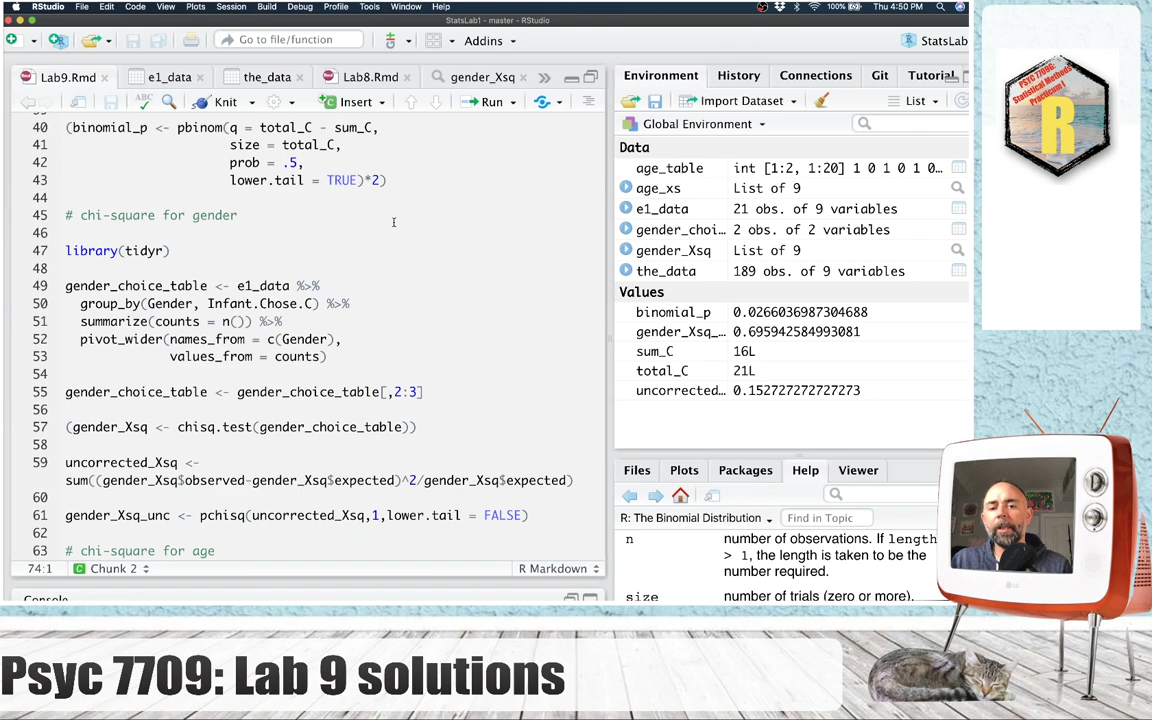 RStudio File Edit Code View Plots Session Build Debug Profile Tools Window Help 100% Thu 4:50 PM
StatsLab1 - master - RStudio
Go to file/function Addins StatsLab
Lab9.Rmd e1_data the_data Lab8.Rmd gender_Xsq
Knit Insert Run
40 (binomial_p <- pbinom(q = total_C - sum_C,
41 size = total_C,
42 prob = .5,
43 lower.tail = TRUE)*2)
44
45 # chi-square for gender
46
47 library(tidyr)
48
49 gender_choice_table <- e1_data %>%
50 group_by(Gender, Infant.Chose.C) %>%
51 summarize(counts = n()) %>%
52 pivot_wider(names_from = c(Gender),
53 values_from = counts)
54
55 gender_choice_table <- gender_choice_table[,2:3]
56
57 (gender_Xsq <- chisq.test(gender_choice_table))
58
59 uncorrected_Xsq <-
sum((gender_Xsq$observed-gender_Xsq$expected)^2/gender_Xsq$expected)
60
61 gender_Xsq_unc <- pchisq(uncorrected_Xsq,1,lower.tail = FALSE)
62
63 # chi-square for age
74:1 Chunk 2 R Markdown
Console
Environment History Connections Git Tutorial
Import Dataset List
Global Environment
Data
age_table int [1:2, 1:20] 1 0 1 0 1 0…
age_xs List of 9
e1_data 21 obs. of 9 variables
gender_choi… 2 obs. of 2 variables
gender_Xsq List of 9
the_data 189 obs. of 9 variables
Values
binomial_p 0.0266036987304688
gender_Xsq_… 0.695942584993081
sum_C 16L
total_C 21L
uncorrected… 0.152727272727273
Files Plots Packages Help Viewer
R: The Binomial Distribution Find in Topic
n number of observations. If length
> 1, the length is taken to be the
number required.
size number of trials (zero or more).
PSYC 7709G
Statistical Methods
Practicum I
R
LG
Psyc 7709: Lab 9 solutions